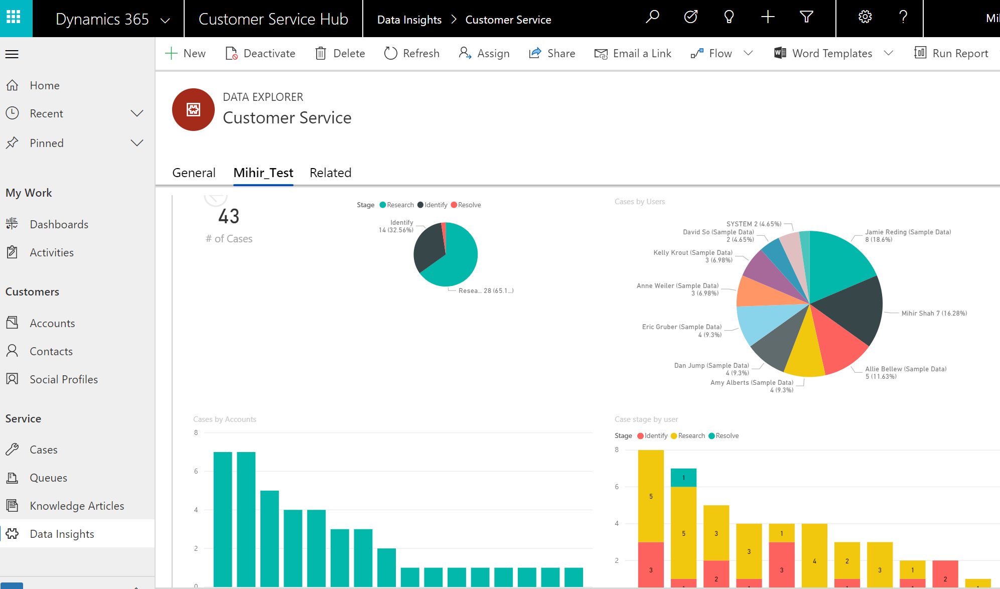 Dynamics 365
Customer Service Hub
Data Insights > Customer Service
?
New
Deactivate
Delete
Refresh
Assign
Share
Email a Link
Flow
Word Templates
Run Report
Home
Recent
Pinned
My Work
Dashboards
Activities
Customers
Accounts
Contacts
Social Profiles
Service
Cases
Queues
Knowledge Articles
Data Insights
DATA EXPLORER
Customer Service
General
Mihir_Test
Related
43
# of Cases
Stage Research Identify Resolve
Identify
14 (32.56%)
Resea... 28 (65.1...)
Cases by Users
SYSTEM 2 (4.65%)
David So (Sample Data)
2 (4.65%)
Kelly Krout (Sample Data)
3 (6.98%)
Anne Weiler (Sample Data)
3 (6.98%)
Eric Gruber (Sample Data)
4 (9.3%)
Dan Jump (Sample Data)
4 (9.3%)
Amy Alberts (Sample Data)
4 (9.3%)
Jamie Reding (Sample Data)
8 (18.6%)
Mihir Shah 7 (16.28%)
Allie Bellew (Sample Data)
5 (11.63%)
Cases by Accounts
8
6
4
2
0
Case stage by user
Stage Identify Research Resolve
8
6
4
2
5
3
1
5
1
3
2
3
1
1
3
4
2
1
3
1
1
2
1